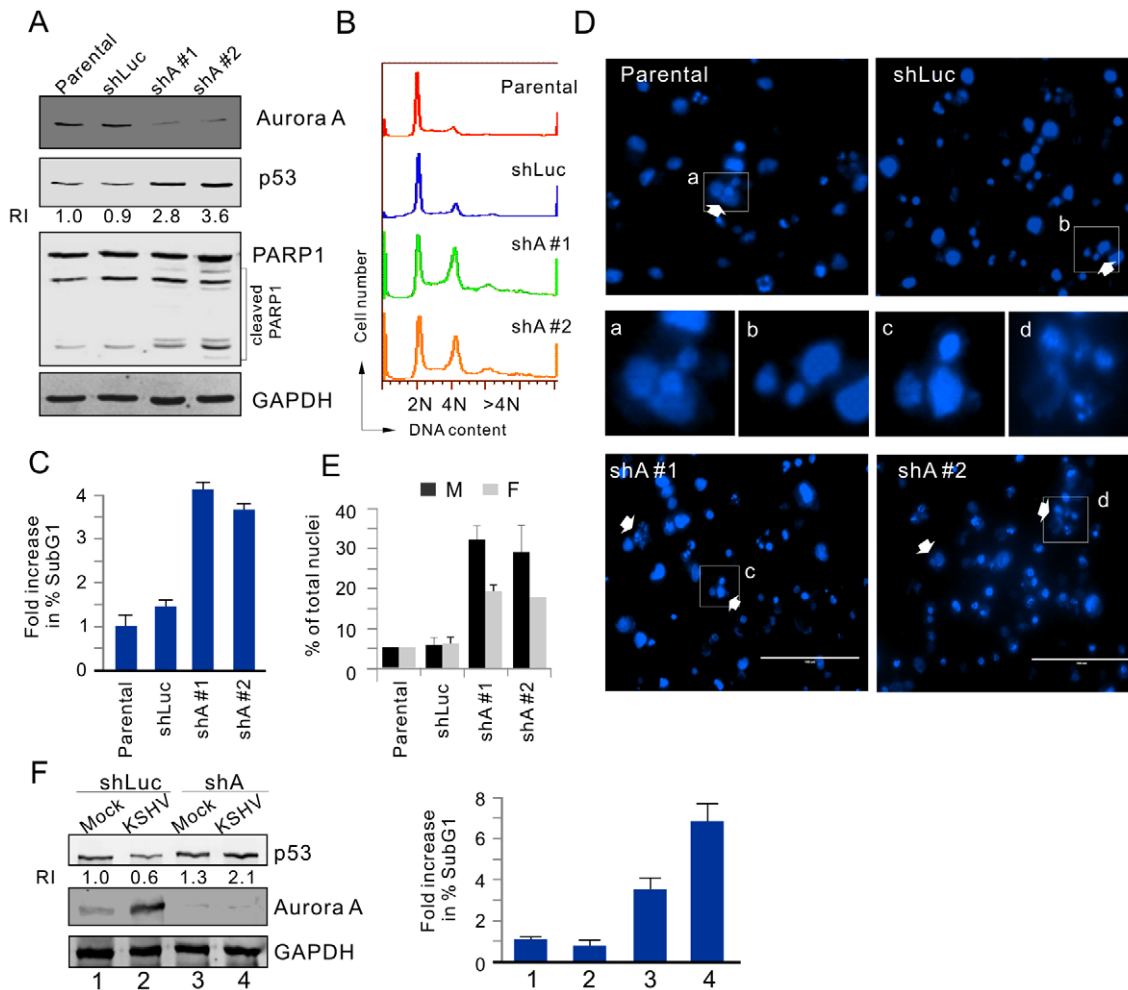 A
Parental
shLuc
shA #1
shA #2
Aurora A
p53
RI 1.0 0.9 2.8 3.6
PARP1
cleaved
PARP1
GAPDH
B
Parental
shLuc
shA #1
shA #2
Cell number
2N 4N >4N
DNA content
C
Fold increase
in % SubG1
4
3
2
1
0
Parental
shLuc
shA #1
shA #2
D
Parental
shLuc
a
b
a
b
c
d
shA #1
shA #2
c
d
E
M F
% of total nuclei
40
30
20
10
0
Parental
shLuc
shA #1
shA #2
F
shLuc shA
Mock
KSHV
Mock
KSHV
p53
RI 1.0 0.6 1.3 2.1
Aurora A
GAPDH
1 2 3 4
Fold increase
in % SubG1
8
6
4
2
0
1 2 3 4